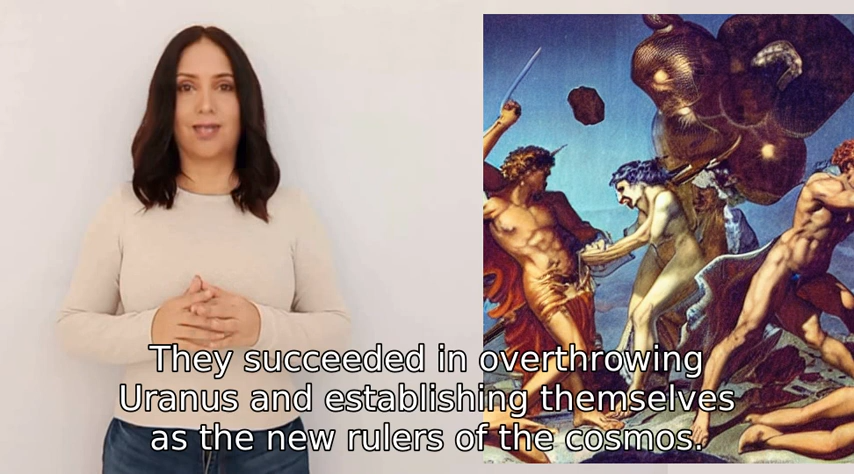 They succeeded in overthrowing
Uranus and establishing themselves
as the new rulers of the cosmos.